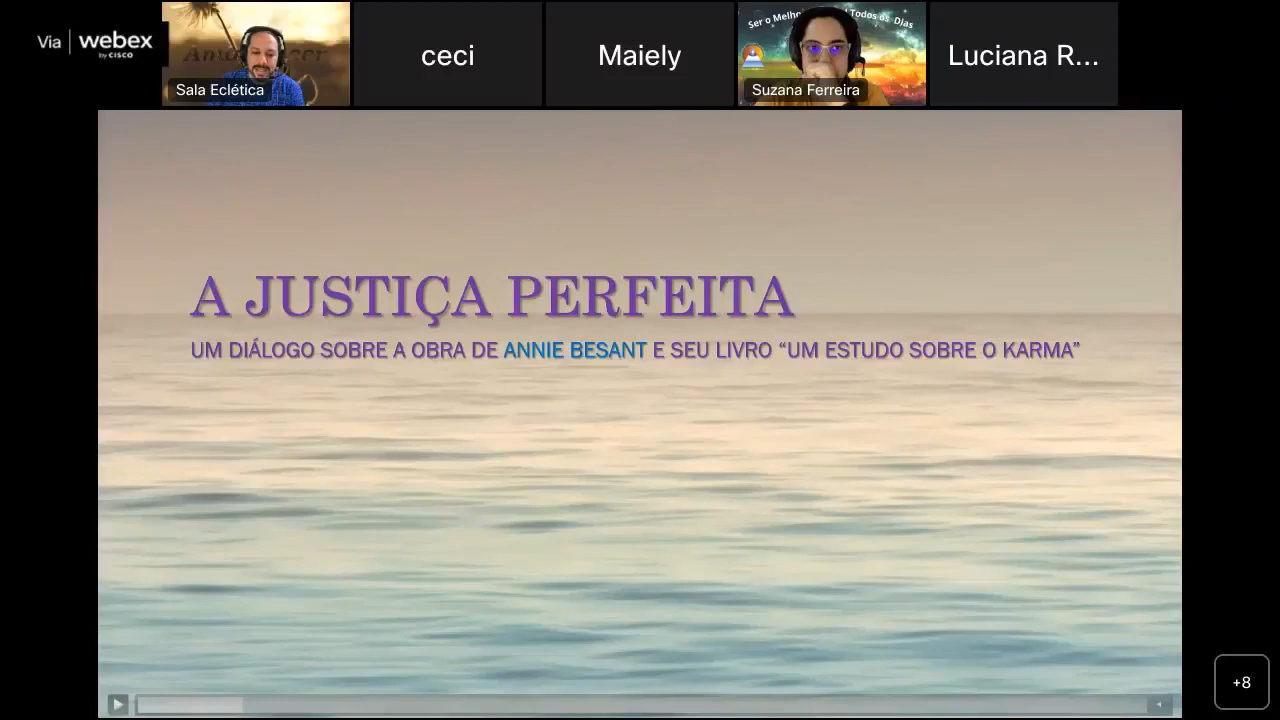 Via
webex
by CISCO
Sala Eclética
ceci
Maiely
Ser o Melho
Todos os Dias
Suzana Ferreira
Luciana R...
A JUSTIÇA PERFEITA
UM DIÁLOGO SOBRE A OBRA DE ANNIE BESANT E SEU LIVRO “UM ESTUDO SOBRE O KARMA”
+8